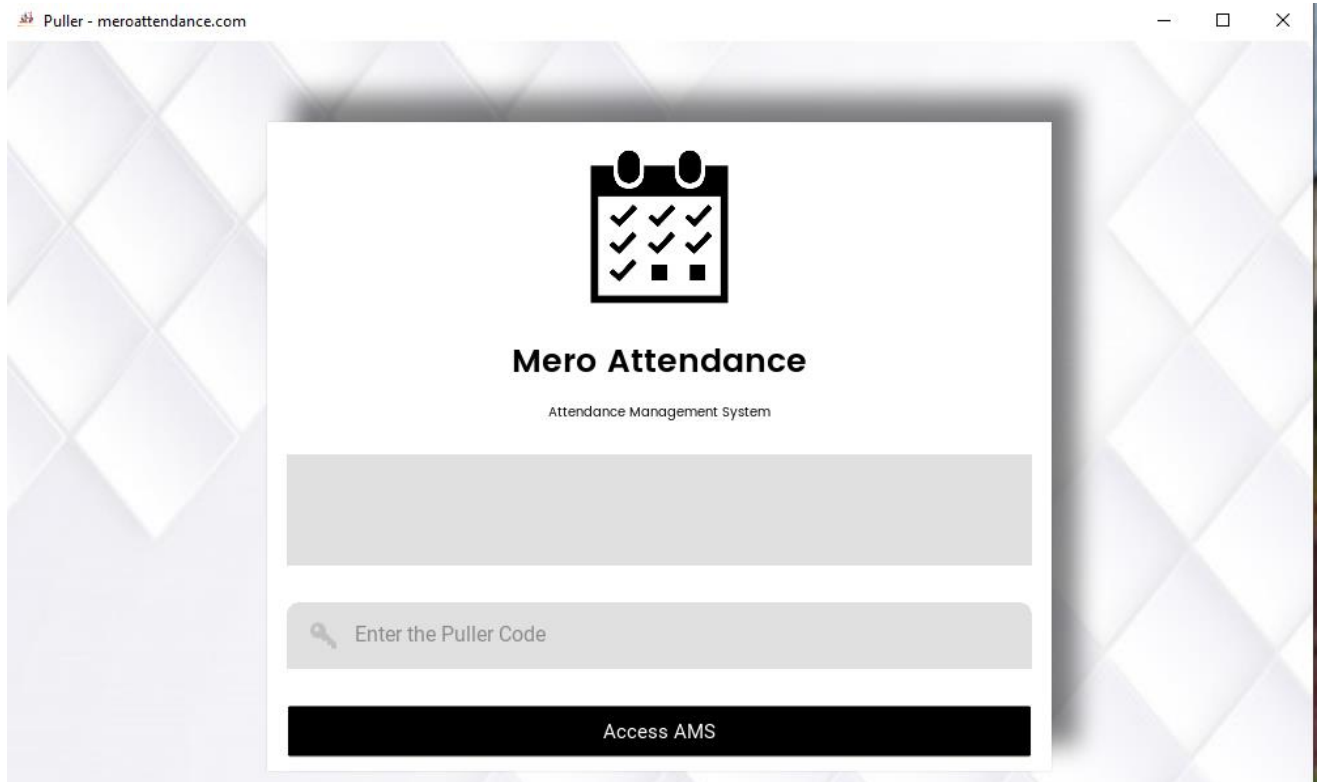 Puller - meroattendance.com
Mero Attendance
Attendance Management System
Enter the Puller Code
Access AMS